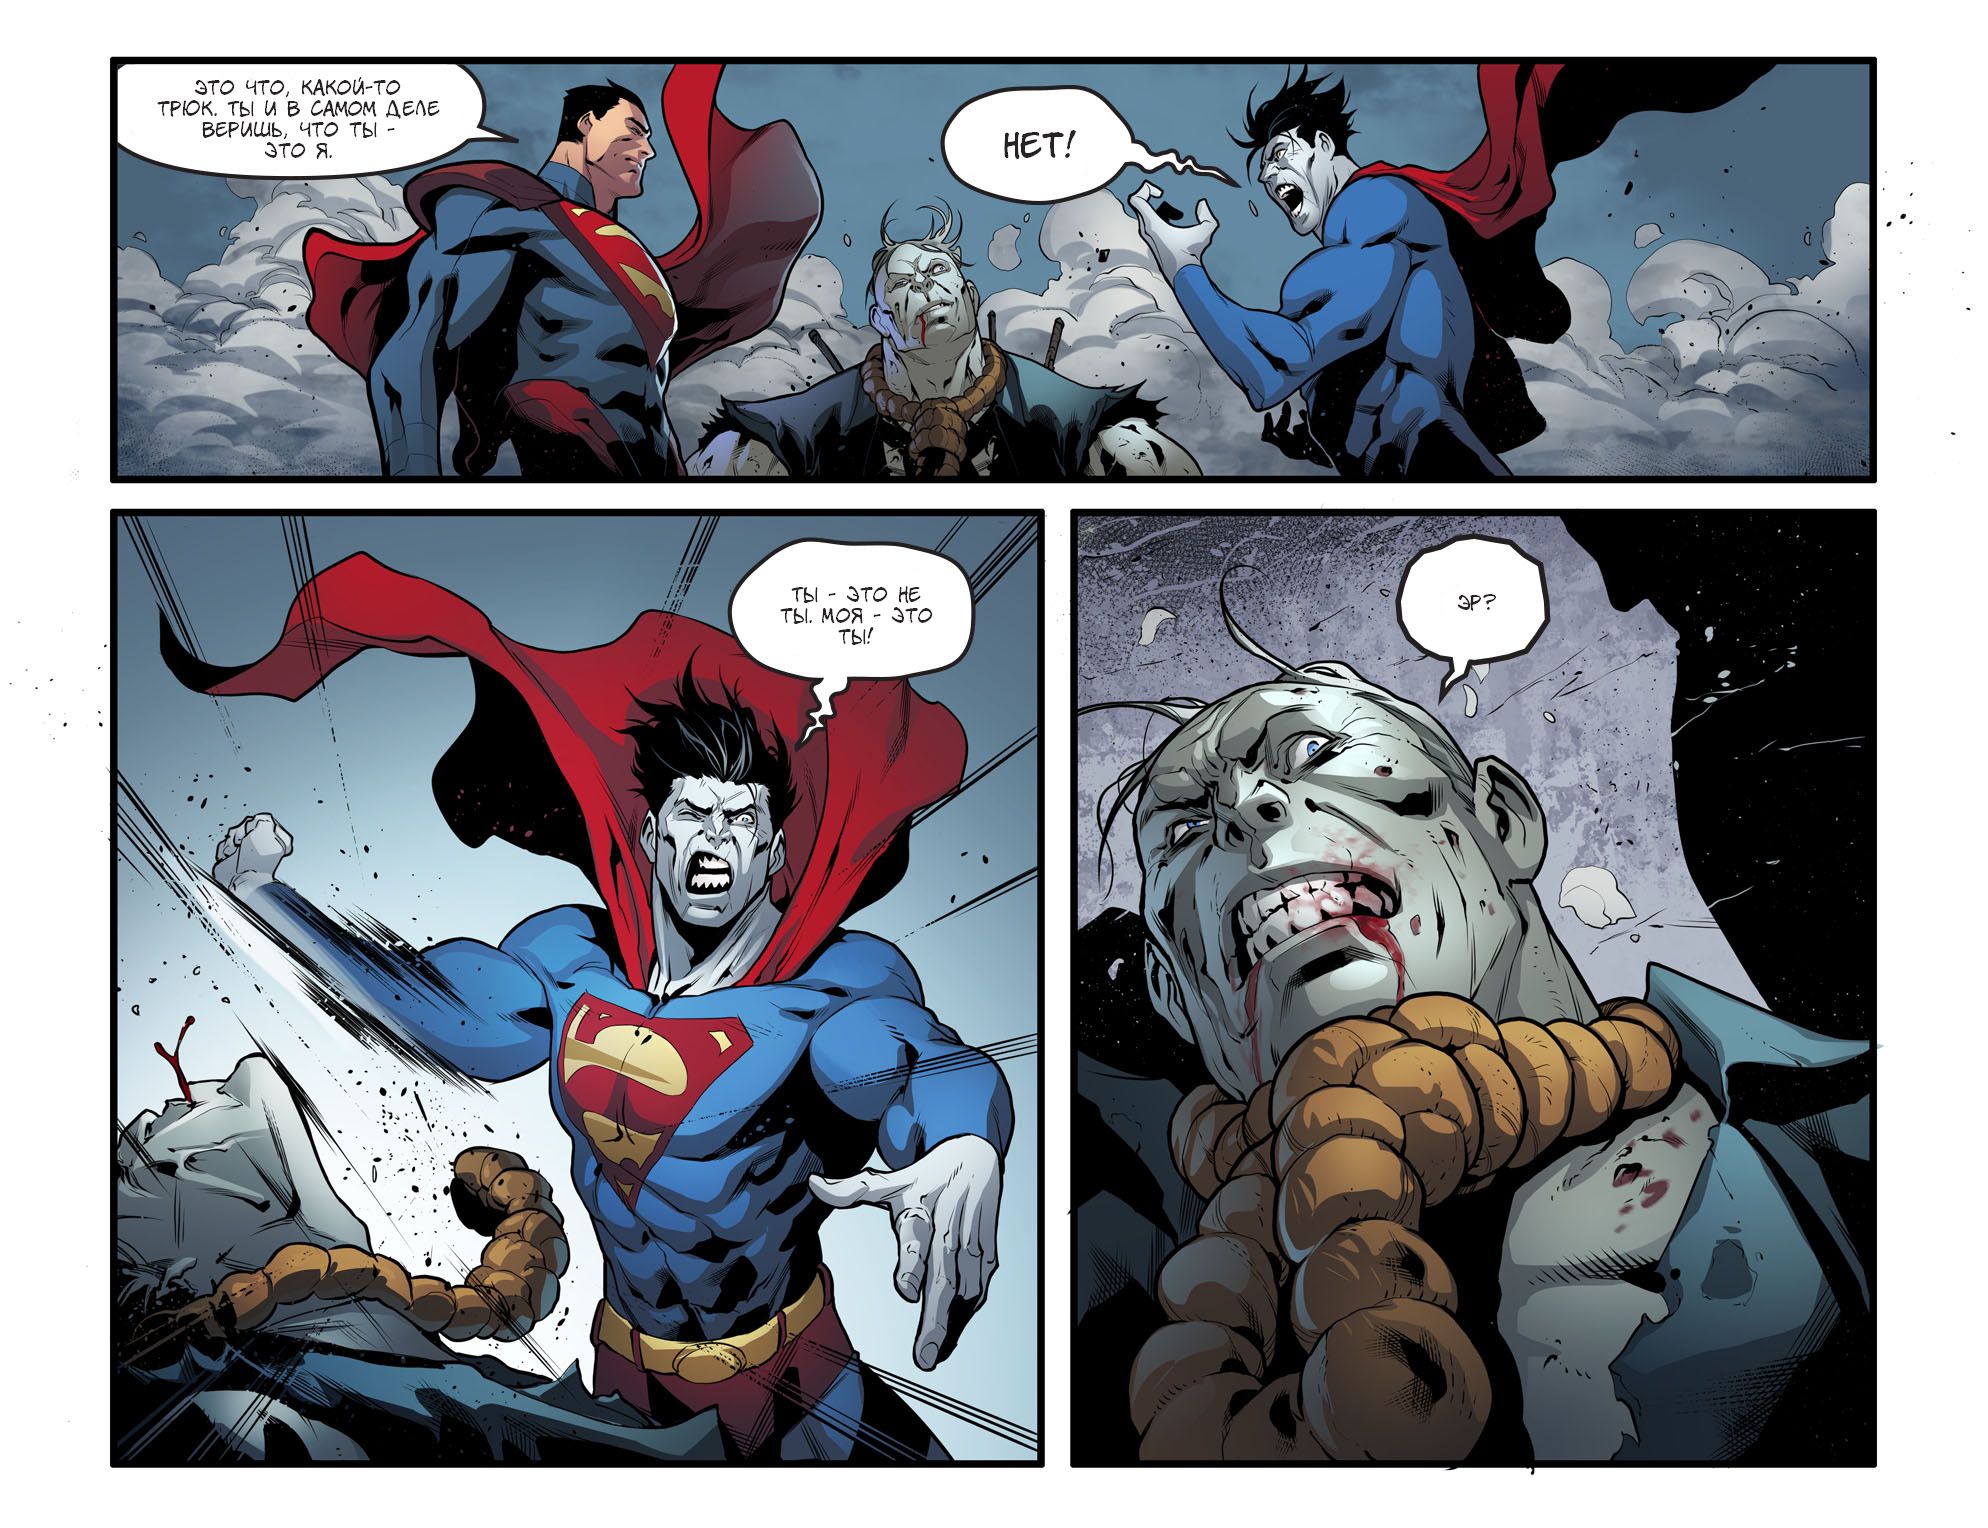 ЭТО ЧТО, КАКОЙ-ТО
ТРЮК. ТЫ И В САМОМ ДЕЛЕ
ВЕРИШЬ, ЧТО ТЫ -
ЭТО Я.
НЕТ!
ТЫ - ЭТО НЕ
ТЫ. МОЯ - ЭТО
ТЫ!
ЭР?